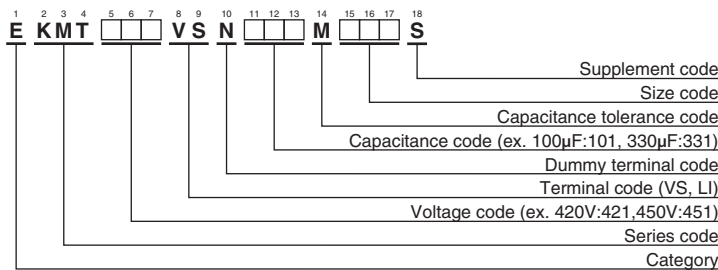 1 2 3 4 5 6 7 8 9 10 11 12 13 14 15 16 17 18
E KMT VS N M S
Supplement code
Size code
Capacitance tolerance code
Capacitance code (ex. 100μF:101, 330μF:331)
Dummy terminal code
Terminal code (VS, LI)
Voltage code (ex. 420V:421,450V:451)
Series code
Category